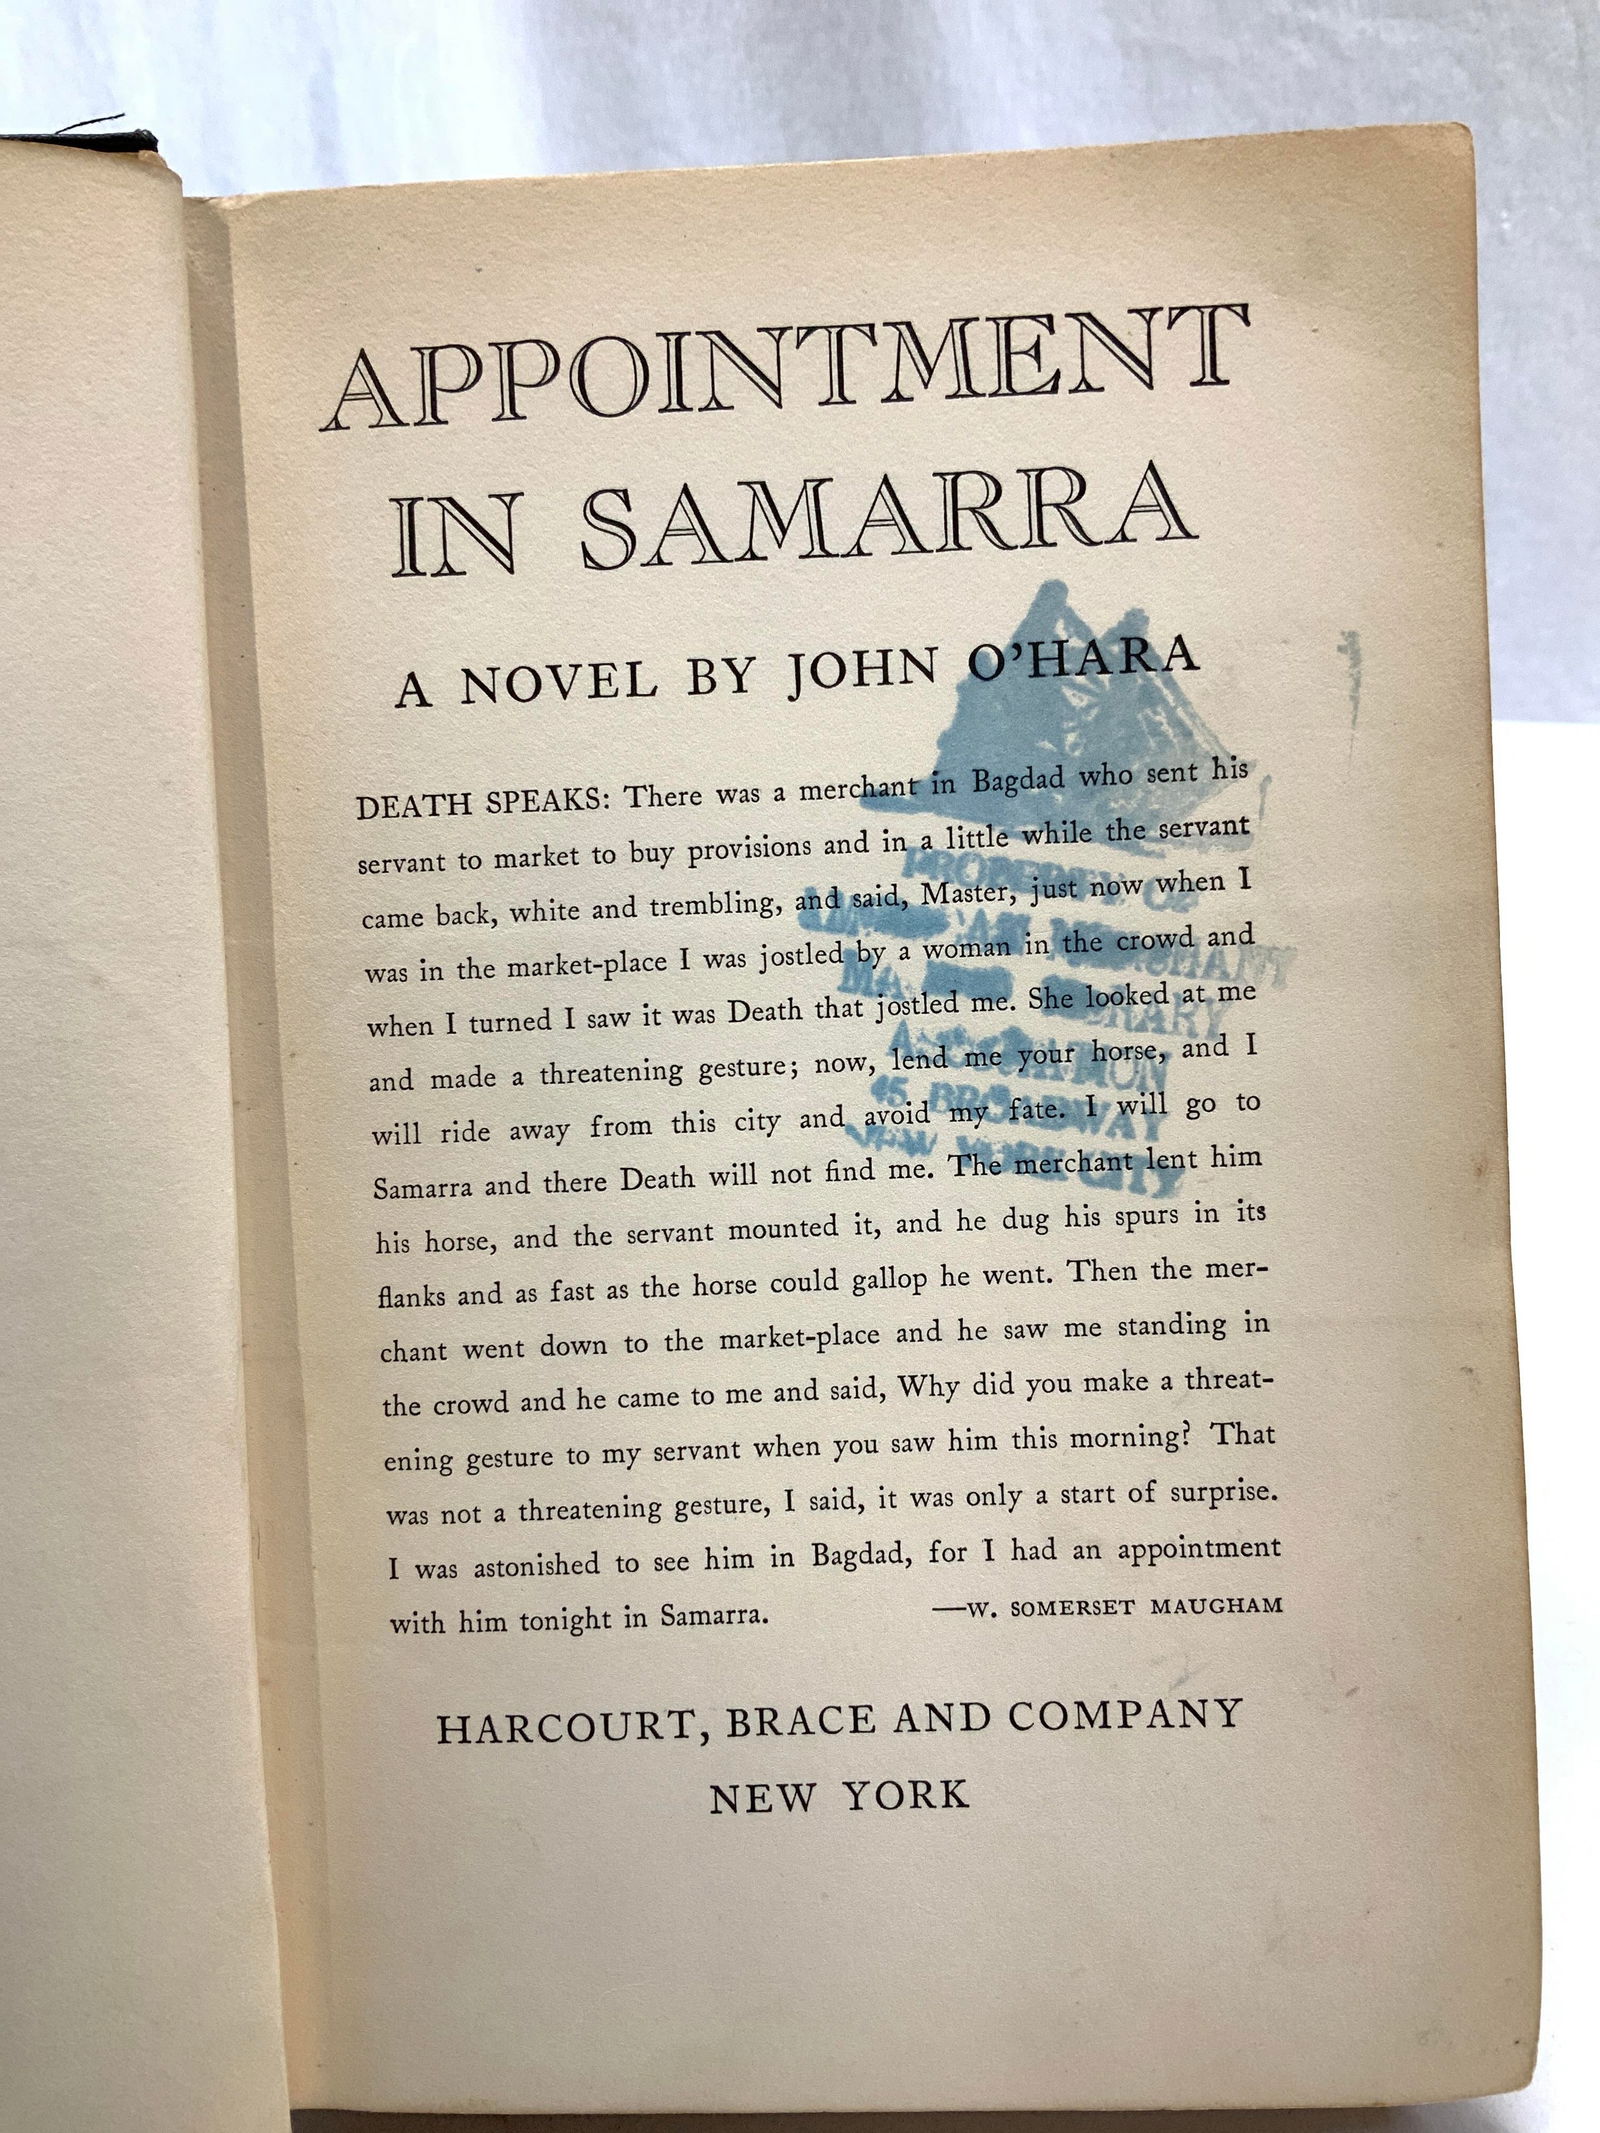 APPOINTMENT
IN SAMARRA
A NOVEL BY JOHN O'HARA
DEATH SPEAKS: There was a merchant in Bagdad who sent his
servant to market to buy provisions and in a little while the servant
came back, white and trembling, and said, Master, just now when I
was in the market-place I was jostled by a woman in the crowd and
when I turned I saw it was Death that jostled me. She looked at me
and made a threatening gesture; now, lend me your horse, and I
will ride away from this city and avoid my fate. I will go to
Samarra and there Death will not find me. The merchant lent him
his horse, and the servant mounted it, and he dug his spurs in its
flanks and as fast as the horse could gallop he went. Then the mer-
chant went down to the market-place and he saw me standing in
the crowd and he came to me and said, Why did you make a threat-
ening gesture to my servant when you saw him this morning? That
was not a threatening gesture, I said, it was only a start of surprise.
I was astonished to see him in Bagdad, for I had an appointment
with him tonight in Samarra. —W. SOMERSET MAUGHAM
HARCOURT, BRACE AND COMPANY
NEW YORK
PROPERTY OF
MERCHANT
LIBRARY
ASSOCIATION
45 BROADWAY
NEW YORK CITY